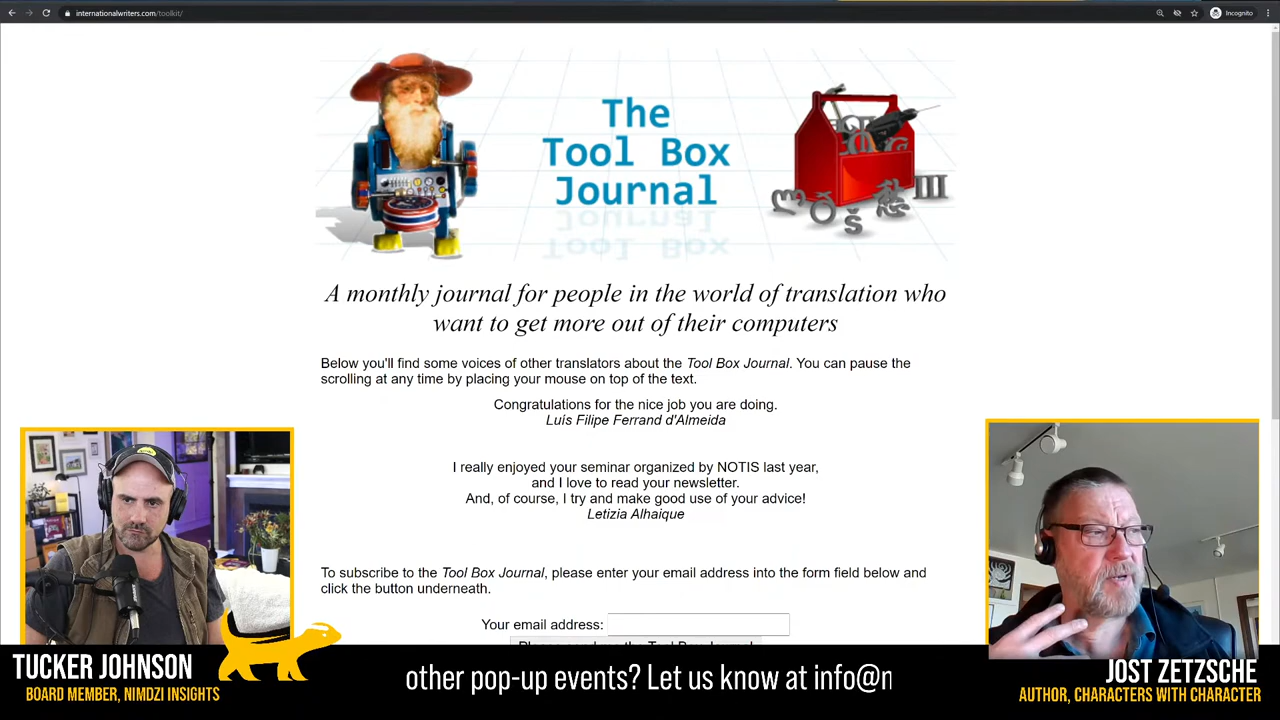 internationalwriters.com/toolkit/
Incognito
The
Tool Box
Journal
A monthly journal for people in the world of translation who
want to get more out of their computers
Below you'll find some voices of other translators about the Tool Box Journal. You can pause the
scrolling at any time by placing your mouse on top of the text.
Congratulations for the nice job you are doing.
Luís Filipe Ferrand d'Almeida
I really enjoyed your seminar organized by NOTIS last year,
and I love to read your newsletter.
And, of course, I try and make good use of your advice!
Letizia Alhaique
To subscribe to the Tool Box Journal, please enter your email address into the form field below and
click the button underneath.
Your email address:
TUCKER JOHNSON
BOARD MEMBER, NIMDZI INSIGHTS
other pop-up events? Let us know at info@n
JOST ZETZSCHE
AUTHOR, CHARACTERS WITH CHARACTER